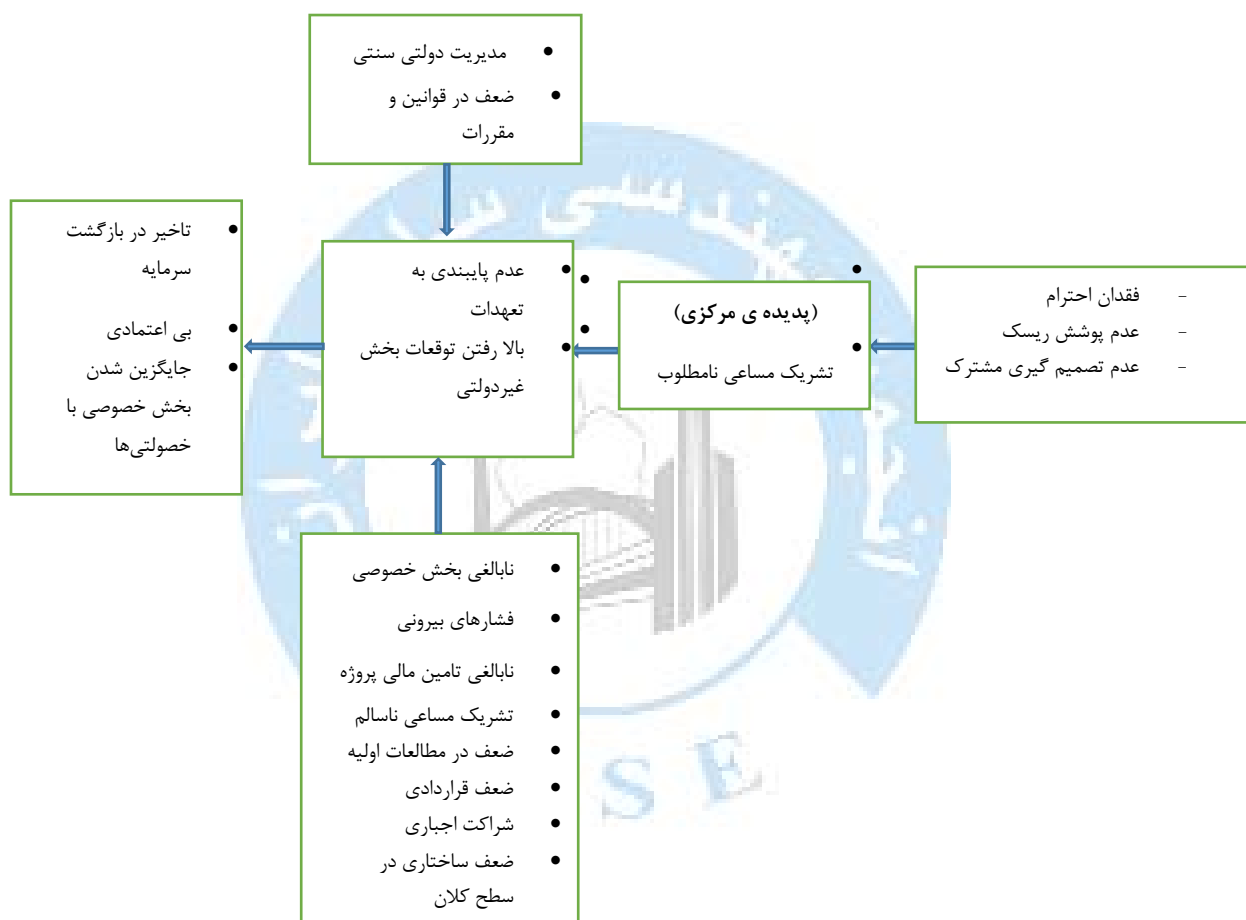 مدیریت دولتی سنتی
ضعف در قوانین و
مقررات
فقدان احترام
عدم پوشش ریسک
عدم تصمیم گیری مشترک
(پدیده ی مرکزی)
تشریک مساعی نامطلوب
عدم پایبندی به
تعهدات
بالا رفتن توقعات بخش
غیردولتی
تاخیر در بازگشت
سرمایه
بی اعتمادی
جایگزین شدن
بخش خصوصی با
خصولتی‌ها
نابالغی بخش خصوصی
فشارهای بیرونی
نابالغی تامین مالی پروژه
تشریک مساعی ناسالم
ضعف در مطالعات اولیه
ضعف قراردادی
شراکت اجباری
ضعف ساختاری در
سطح کلان
S E